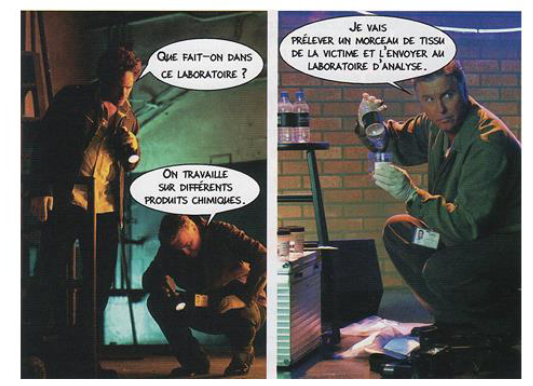 QUE FAIT-ON DANS
CE LABORATOIRE ?
ON TRAVAILLE
SUR DIFFÉRENTS
PRODUITS CHIMIQUES.
JE VAIS
PRÉLEVER UN MORCEAU DE TISSU
DE LA VICTIME ET L'ENVOYER AU
LABORATOIRE D'ANALYSE.